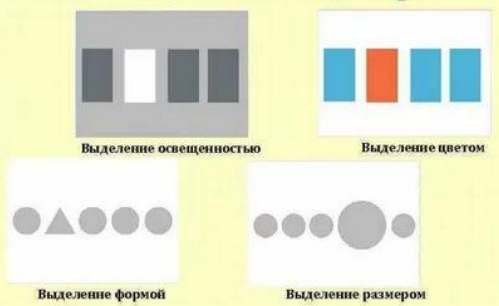 Выделение освещенностью
Выделение цветом
Выделение формой
Выделение размером